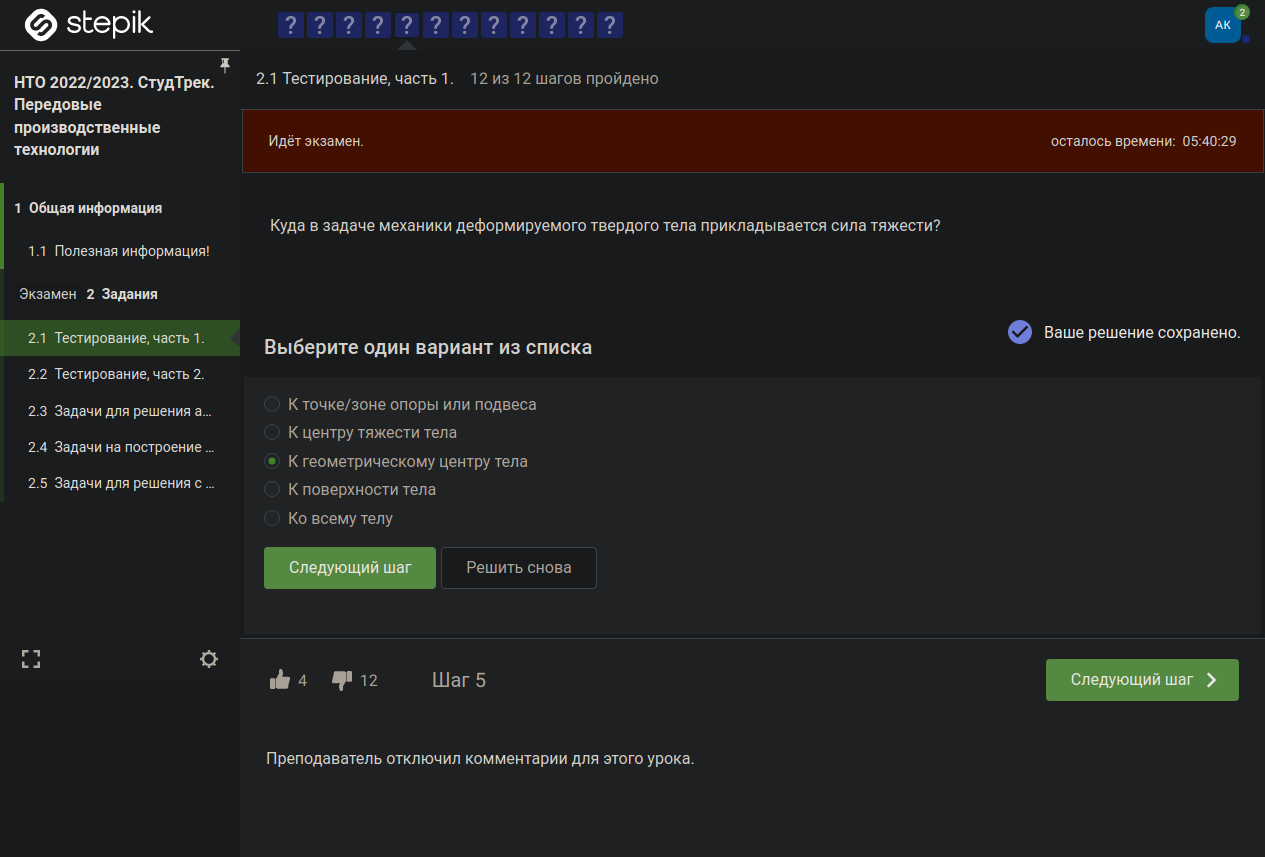 stepik
? ? ? ? ? ? ? ? ? ? ? ?
АК
2
НТО 2022/2023. СтудТрек.
Передовые
производственные
технологии
1 Общая информация
1.1 Полезная информация!
Экзамен 2 Задания
2.1 Тестирование, часть 1.
2.2 Тестирование, часть 2.
2.3 Задачи для решения а...
2.4 Задачи на построение ...
2.5 Задачи для решения с ...
2.1 Тестирование, часть 1. 12 из 12 шагов пройдено
Идёт экзамен.
осталось времени: 05:40:29
Куда в задаче механики деформируемого твердого тела прикладывается сила тяжести?
Ваше решение сохранено.
Выберите один вариант из списка
К точке/зоне опоры или подвеса
К центру тяжести тела
К геометрическому центру тела
К поверхности тела
Ко всему телу
Следующий шаг
Решить снова
4
12
Шаг 5
Следующий шаг
Преподаватель отключил комментарии для этого урока.